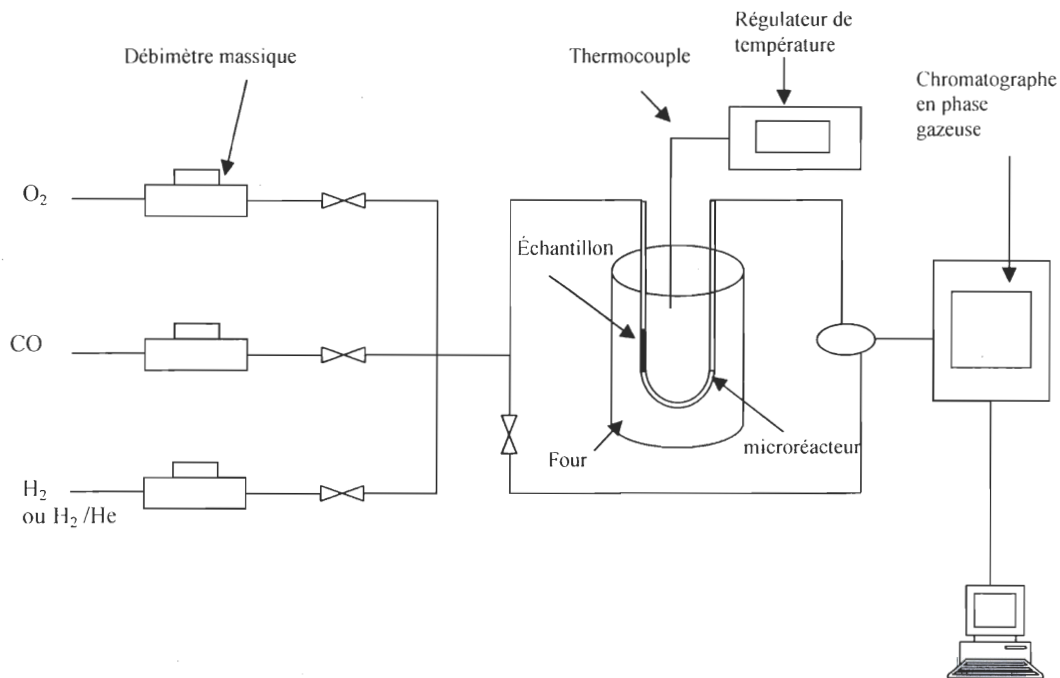 Débimètre massique
Thermocouple
Régulateur de
température
Chromatographe
en phase
gazeuse
O₂
Échantillon
CO
Four
microréacteur
H₂
ou H₂ /He